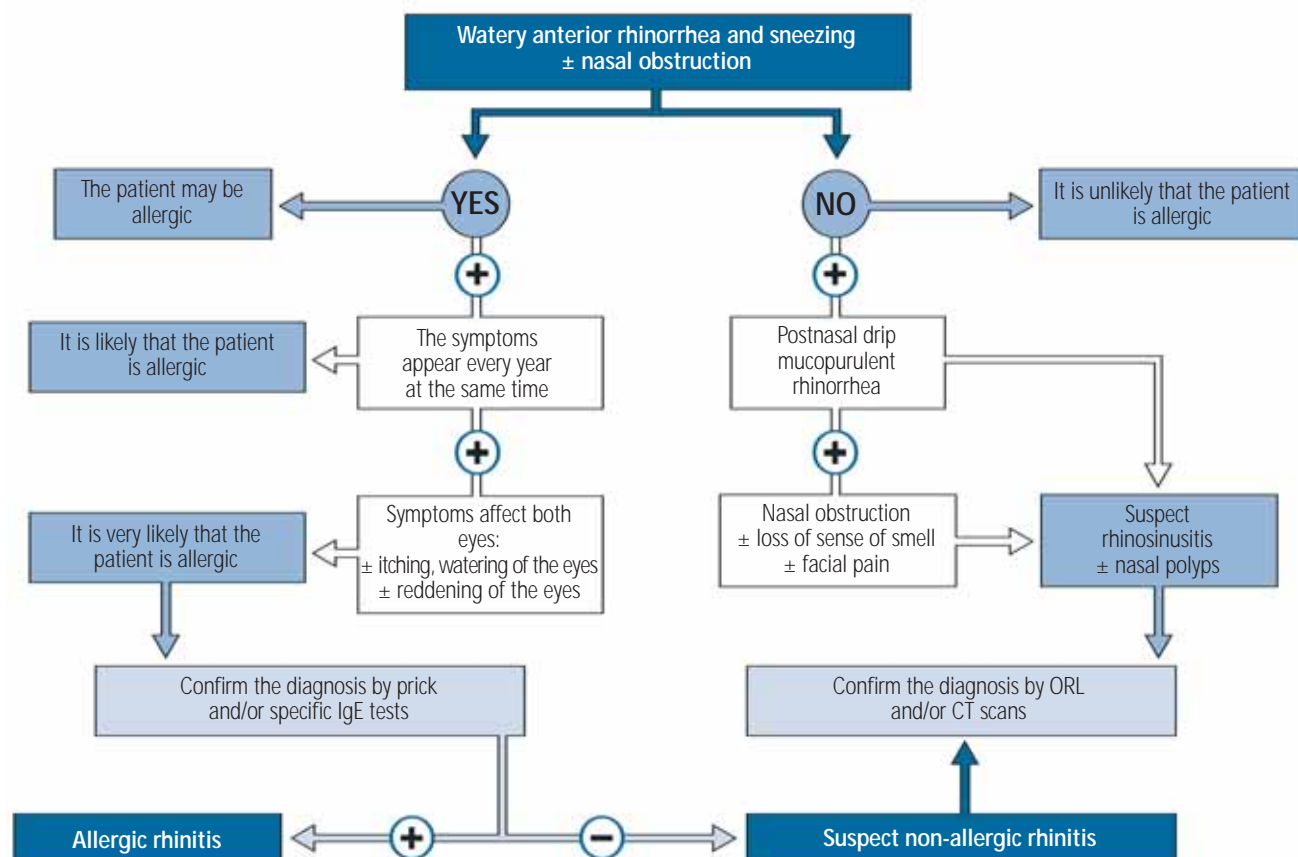 Watery anterior rhinorrhea and sneezing
± nasal obstruction
The patient may be
allergic
YES
NO
It is unlikely that the patient
is allergic
+
+
It is likely that the patient
is allergic
The symptoms
appear every year
at the same time
Postnasal drip
mucopurulent
rhinorrhea
+
+
It is very likely that the
patient is allergic
Symptoms affect both
eyes:
± itching, watering of the eyes
± reddening of the eyes
Nasal obstruction
± loss of sense of smell
± facial pain
Suspect
rhinosinusitis
± nasal polyps
Confirm the diagnosis by prick
and/or specific IgE tests
Confirm the diagnosis by ORL
and/or CT scans
Allergic rhinitis
+
−
Suspect non-allergic rhinitis